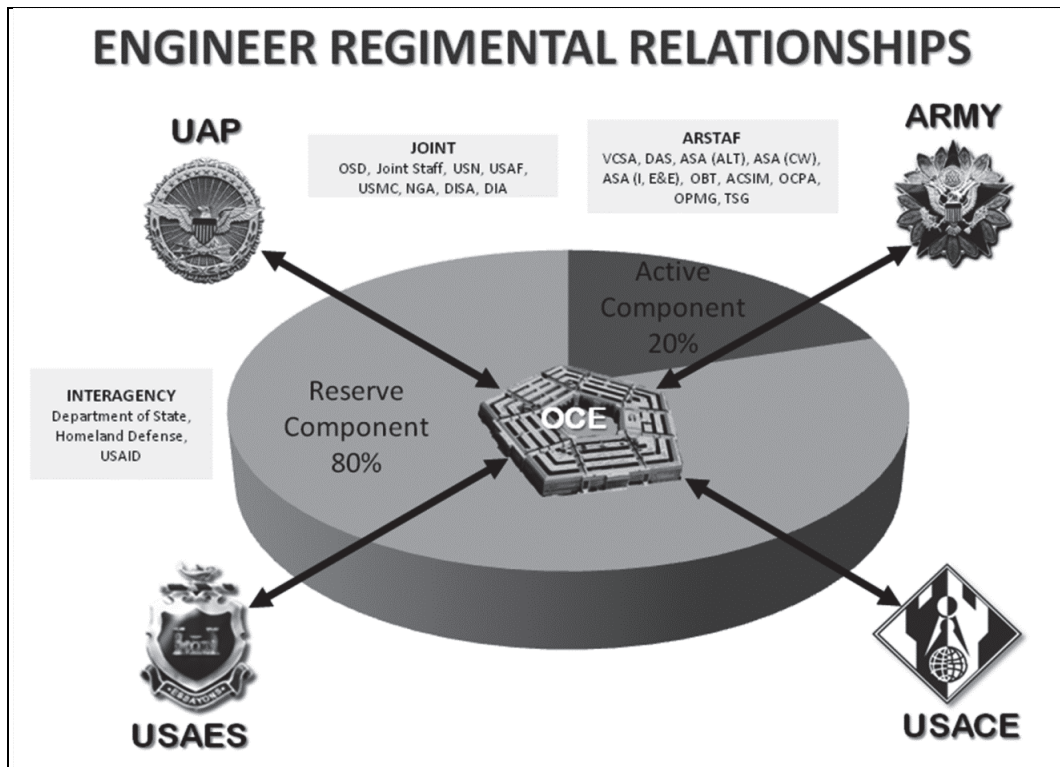 ENGINEER REGIMENTAL RELATIONSHIPS
UAP
JOINT
OSD, Joint Staff, USN, USAF,
USMC, NGA, DISA, DIA
ARSTAF
VCSA, DAS, ASA (ALT), ASA (CW),
ASA (I, E&E), OBT, ACSIM, OCPA,
OPMG, TSG
ARMY
Active
Component
20%
INTERAGENCY
Department of State,
Homeland Defense,
USAID
Reserve
Component
80%
OCE
ESSAYONS
USAES
USACE